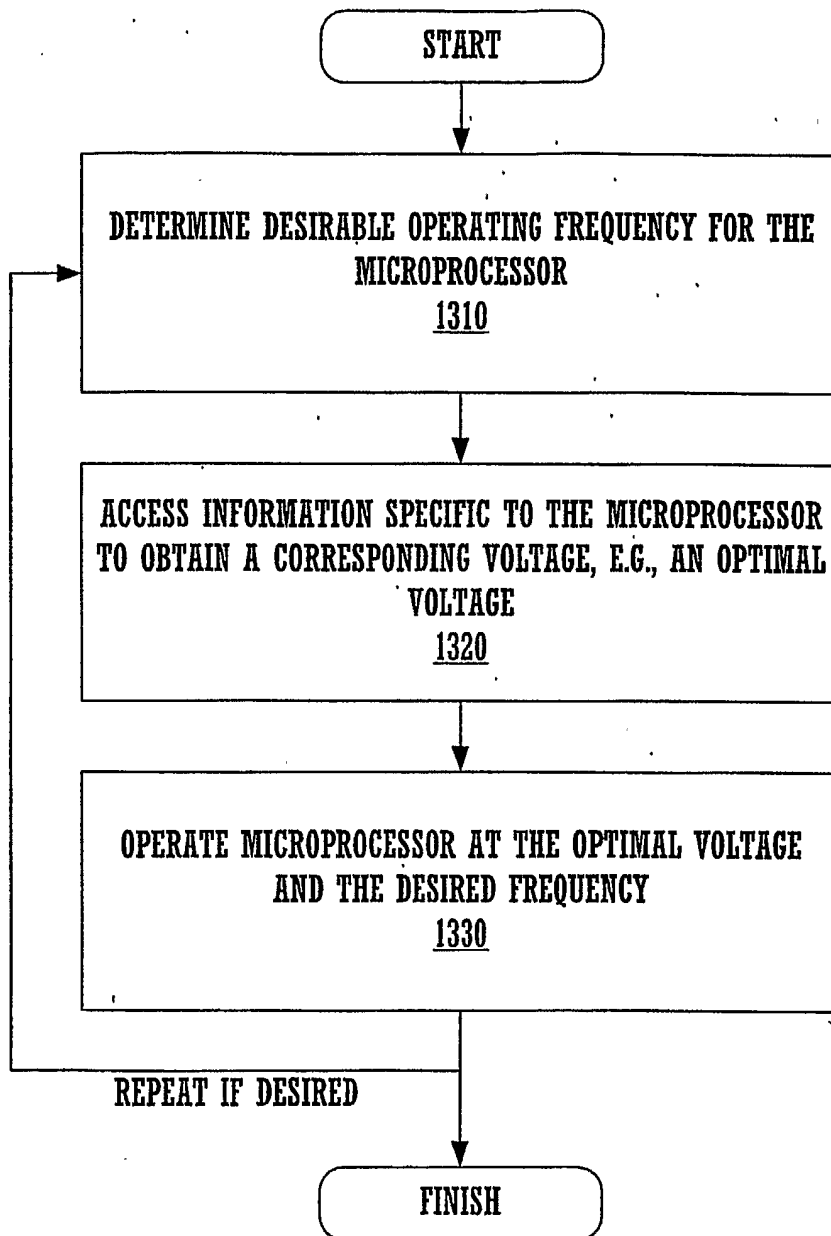 START
DETERMINE DESIRABLE OPERATING FREQUENCY FOR THE
MICROPROCESSOR
1310
ACCESS INFORMATION SPECIFIC TO THE MICROPROCESSOR
TO OBTAIN A CORRESPONDING VOLTAGE, E.G., AN OPTIMAL
VOLTAGE
1320
OPERATE MICROPROCESSOR AT THE OPTIMAL VOLTAGE
AND THE DESIRED FREQUENCY
1330
REPEAT IF DESIRED
FINISH